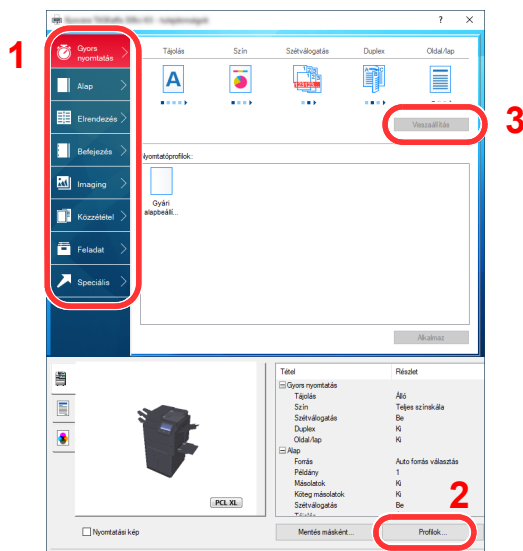 ? ×
1
Gyors
nyomtatás
Alap
Elrendezés
Befejezés
Imaging
Közzététel
Feladat
Speciális
Tájolás Szín Szétválogatás Duplex Oldal/lap
A
123123...
Visszaállítás
3
Nyomtatóprofilok:
Gyári
alapbeállí...
Alkalmaz
Tétel Részlet
Gyors nyomtatás
Tájolás Álló
Szín Teljes színskála
Szétválogatás Be
Duplex Ki
Oldal/lap Ki
Alap
Forrás Auto forrás választás
Példány 1
Másolatok Ki
Köteg másolatok Ki
Szétválogatás Be
2
PCL XL
Nyomtatási kép
Mentés másként... Profilok...